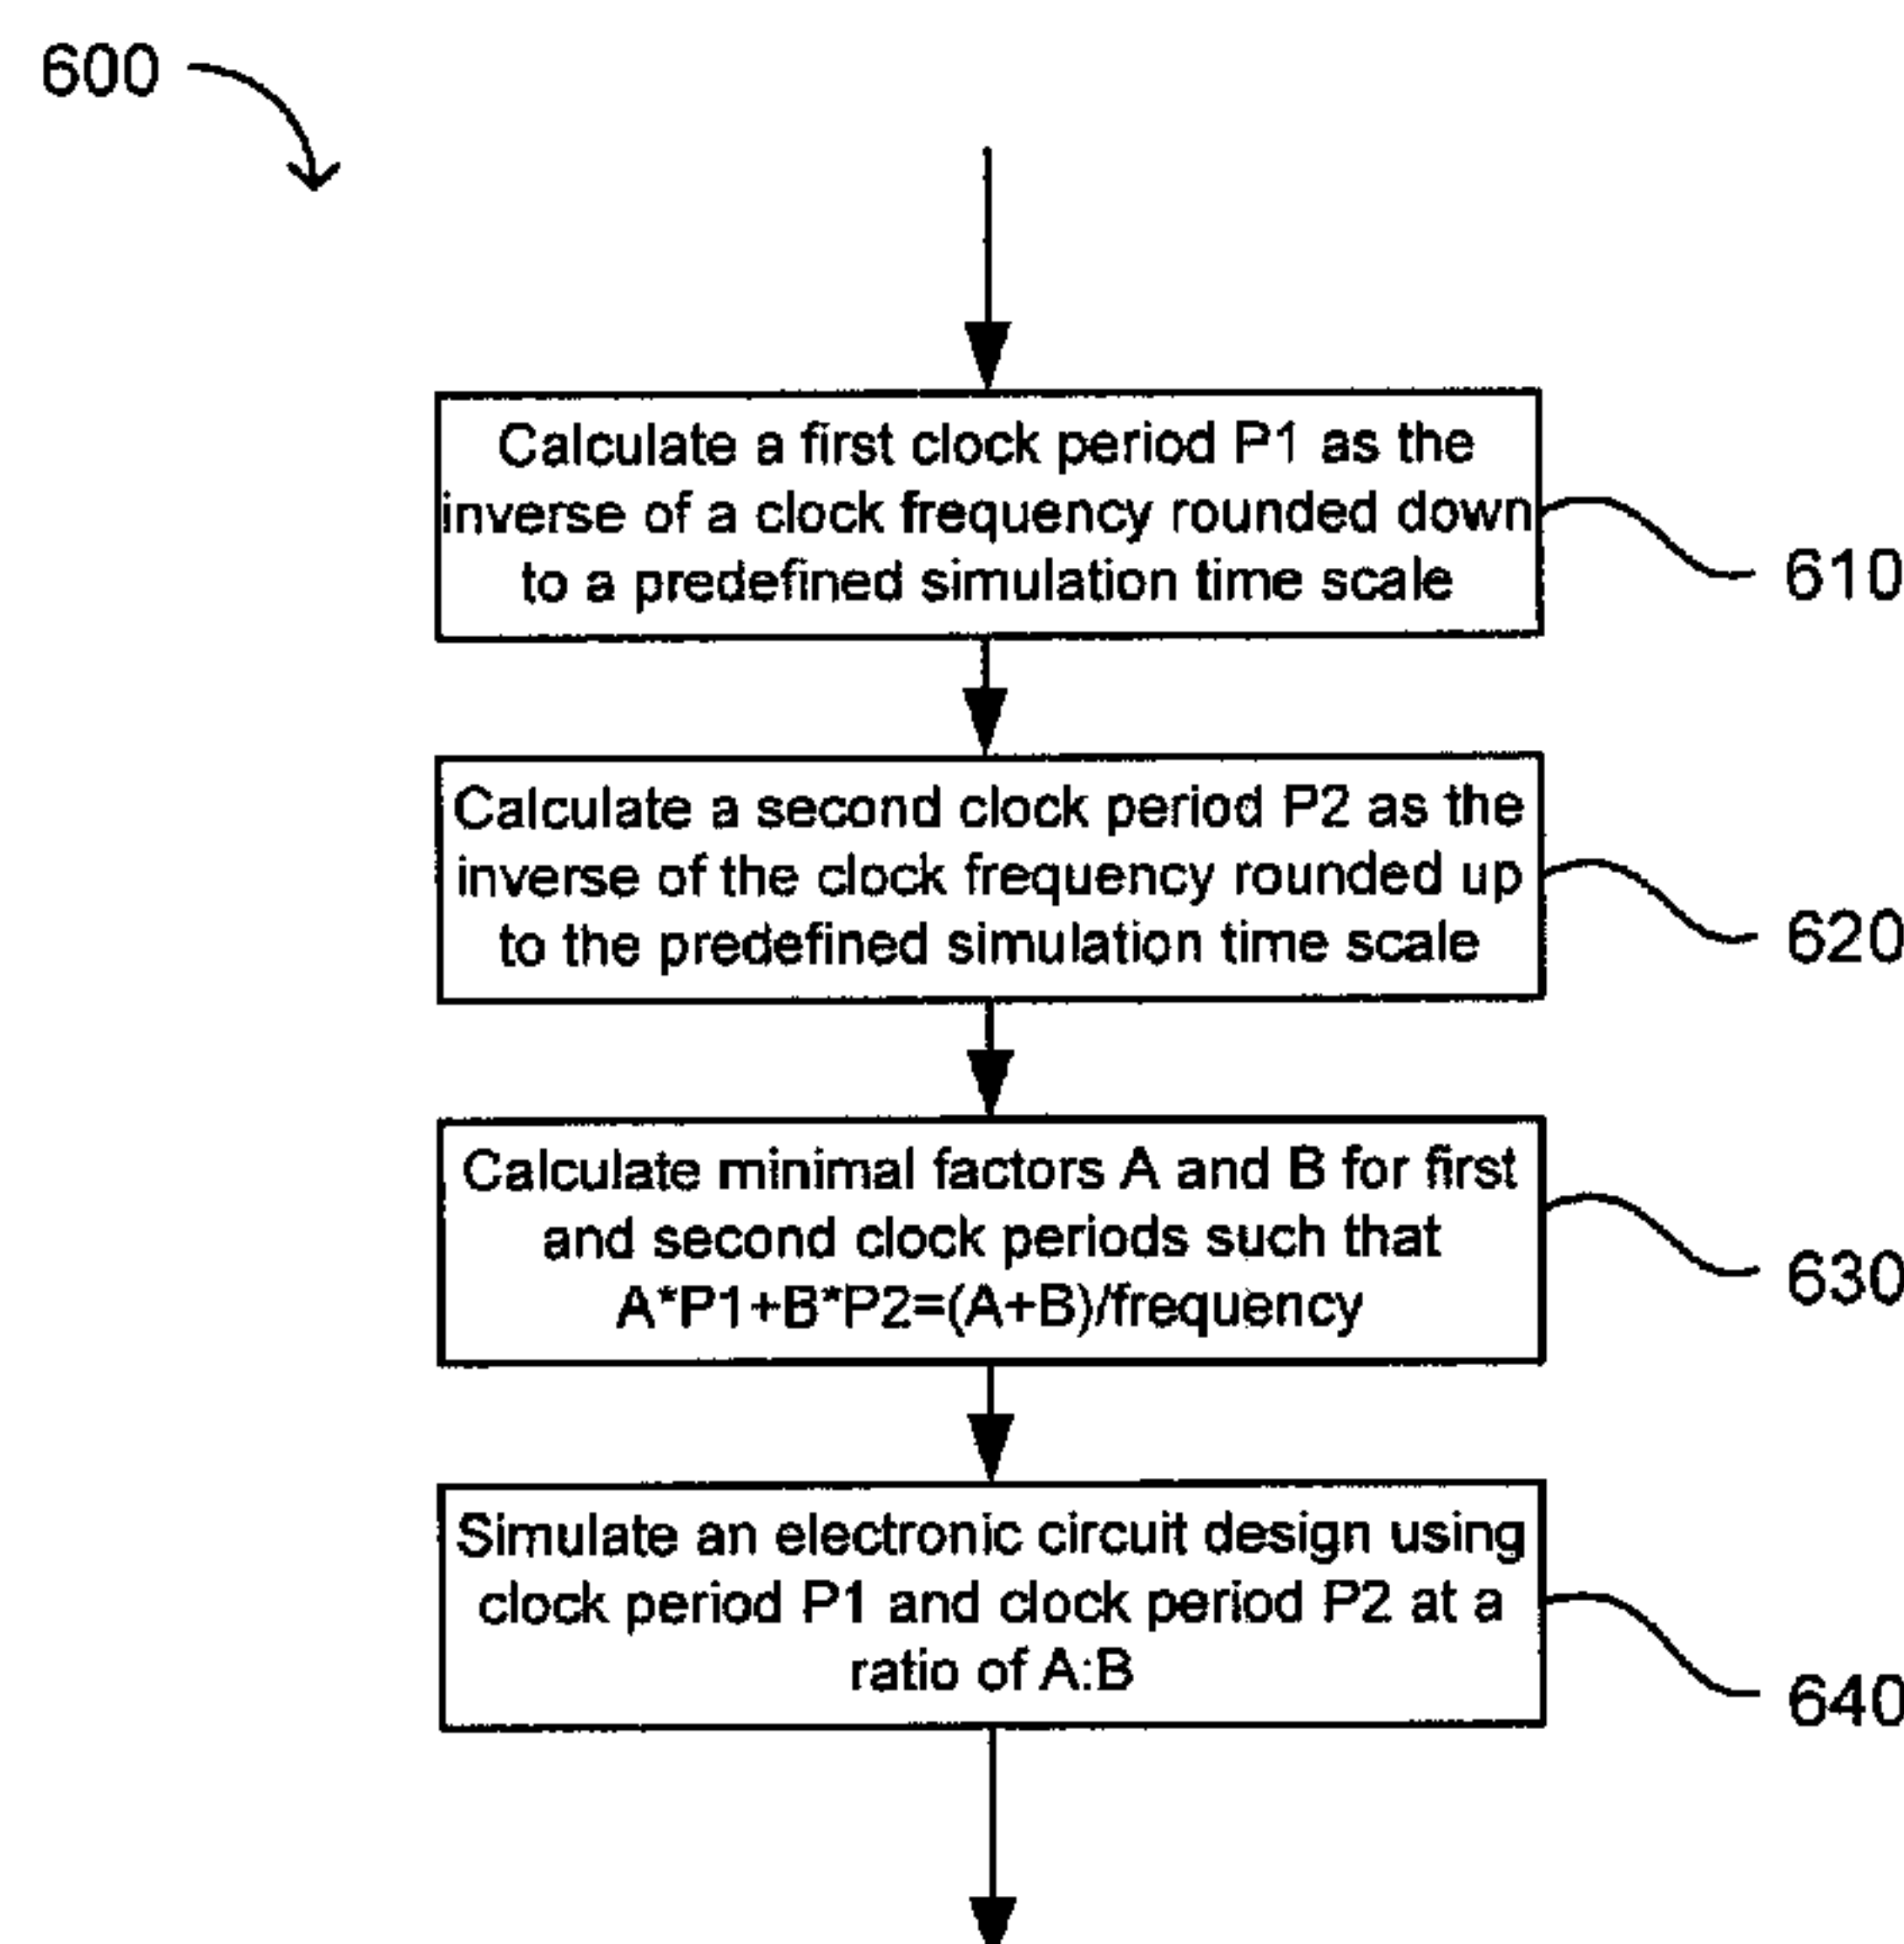 600
Calculate a first clock period P1 as the
inverse of a clock frequency rounded down
to a predefined simulation time scale
610
Calculate a second clock period P2 as the
inverse of the clock frequency rounded up
to the predefined simulation time scale
620
Calculate minimal factors A and B for first
and second clock periods such that
A*P1+B*P2=(A+B)/frequency
630
Simulate an electronic circuit design using
clock period P1 and clock period P2 at a
ratio of A:B
640